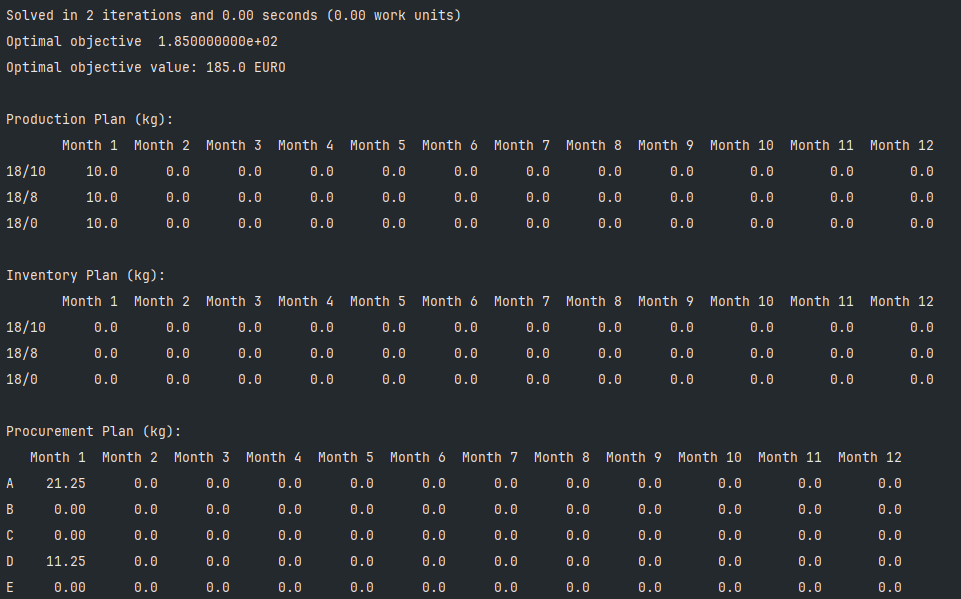 Solved in 2 iterations and 0.00 seconds (0.00 work units)
Optimal objective  1.850000000e+02
Optimal objective value: 185.0 EURO

Production Plan (kg):
       Month 1  Month 2  Month 3  Month 4  Month 5  Month 6  Month 7  Month 8  Month 9  Month 10  Month 11  Month 12
18/10     10.0      0.0      0.0      0.0      0.0      0.0      0.0      0.0      0.0       0.0       0.0       0.0
18/8      10.0      0.0      0.0      0.0      0.0      0.0      0.0      0.0      0.0       0.0       0.0       0.0
18/0      10.0      0.0      0.0      0.0      0.0      0.0      0.0      0.0      0.0       0.0       0.0       0.0

Inventory Plan (kg):
       Month 1  Month 2  Month 3  Month 4  Month 5  Month 6  Month 7  Month 8  Month 9  Month 10  Month 11  Month 12
18/10      0.0      0.0      0.0      0.0      0.0      0.0      0.0      0.0      0.0       0.0       0.0       0.0
18/8       0.0      0.0      0.0      0.0      0.0      0.0      0.0      0.0      0.0       0.0       0.0       0.0
18/0       0.0      0.0      0.0      0.0      0.0      0.0      0.0      0.0      0.0       0.0       0.0       0.0

Procurement Plan (kg):
   Month 1  Month 2  Month 3  Month 4  Month 5  Month 6  Month 7  Month 8  Month 9  Month 10  Month 11  Month 12
A    21.25      0.0      0.0      0.0      0.0      0.0      0.0      0.0      0.0       0.0       0.0       0.0
B     0.00      0.0      0.0      0.0      0.0      0.0      0.0      0.0      0.0       0.0       0.0       0.0
C     0.00      0.0      0.0      0.0      0.0      0.0      0.0      0.0      0.0       0.0       0.0       0.0
D    11.25      0.0      0.0      0.0      0.0      0.0      0.0      0.0      0.0       0.0       0.0       0.0
E     0.00      0.0      0.0      0.0      0.0      0.0      0.0      0.0      0.0       0.0       0.0       0.0